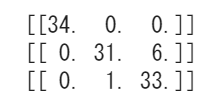 [[34.  0.  0.]]
[[ 0. 31.  6.]]
[[ 0.  1. 33.]]